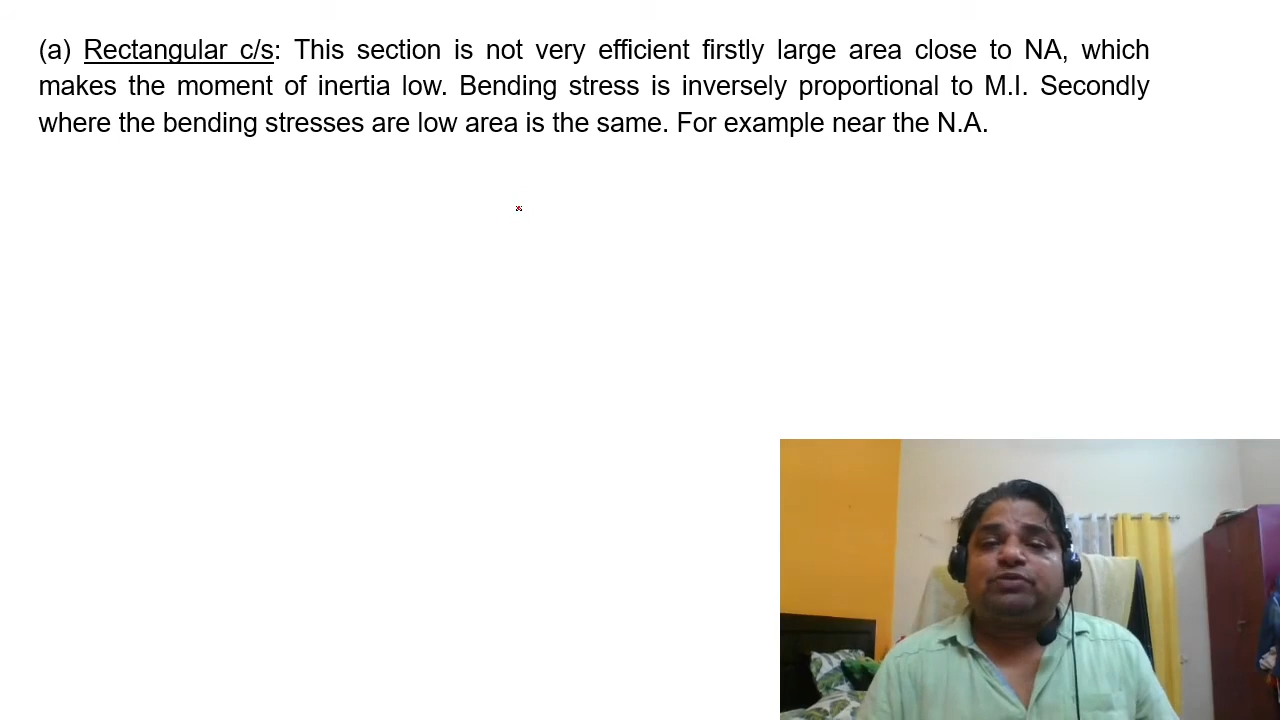 (a) Rectangular c/s: This section is not very efficient firstly large area close to NA, which
makes the moment of inertia low. Bending stress is inversely proportional to M.I. Secondly
where the bending stresses are low area is the same. For example near the N.A.